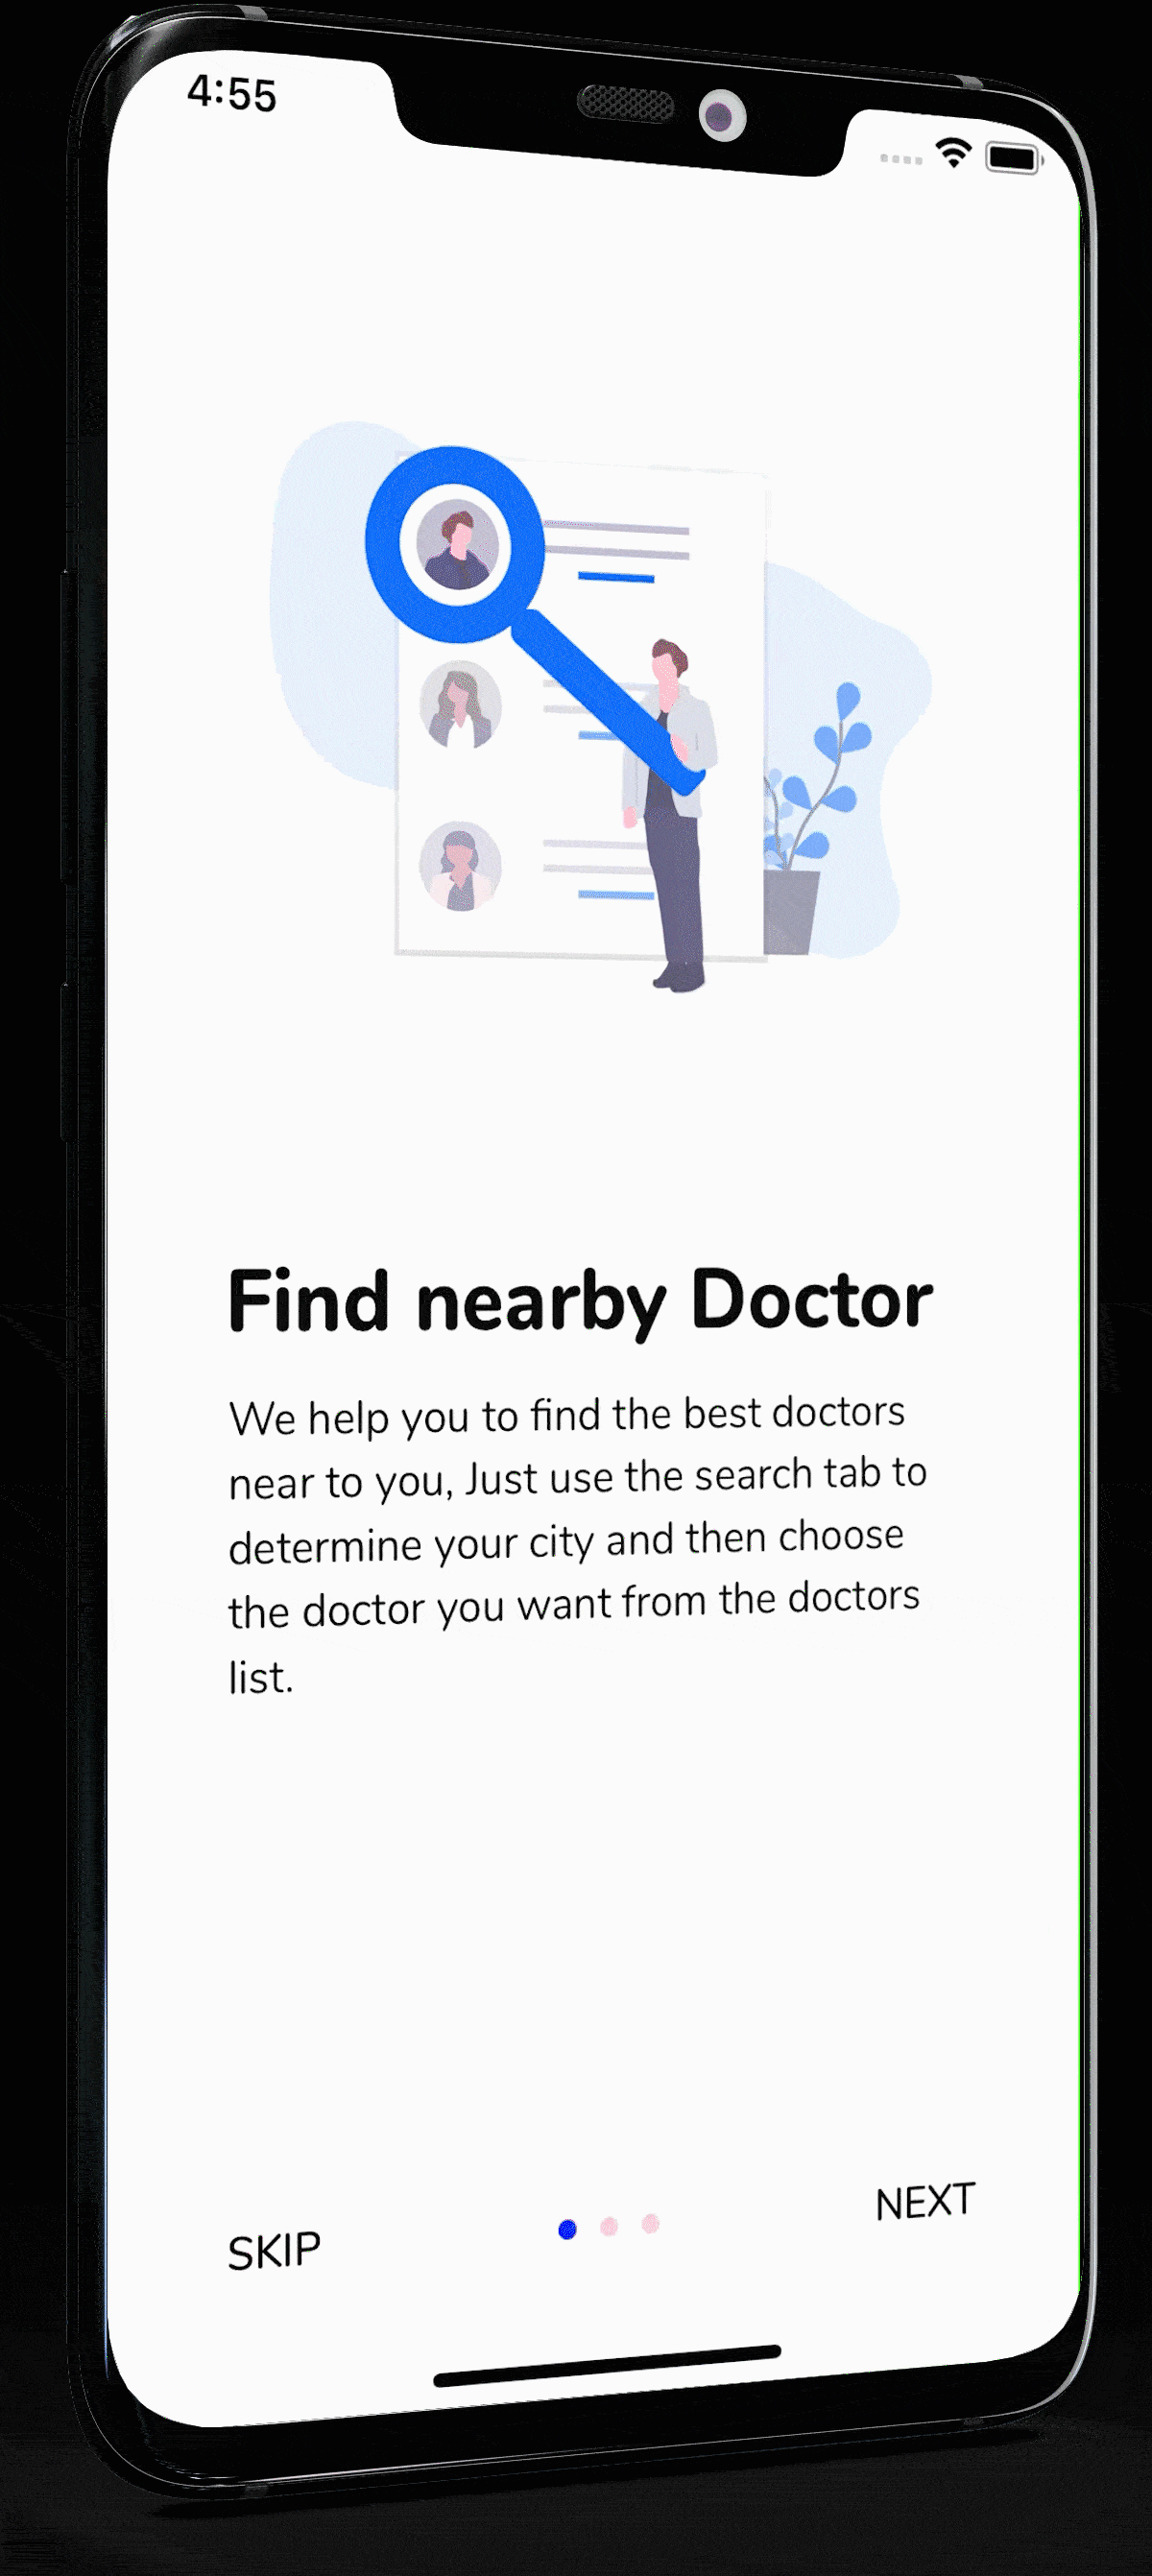 4:55
Find nearby Doctor
We help you to find the best doctors
near to you, Just use the search tab to
determine your city and then choose
the doctor you want from the doctors
list.
SKIP
NEXT